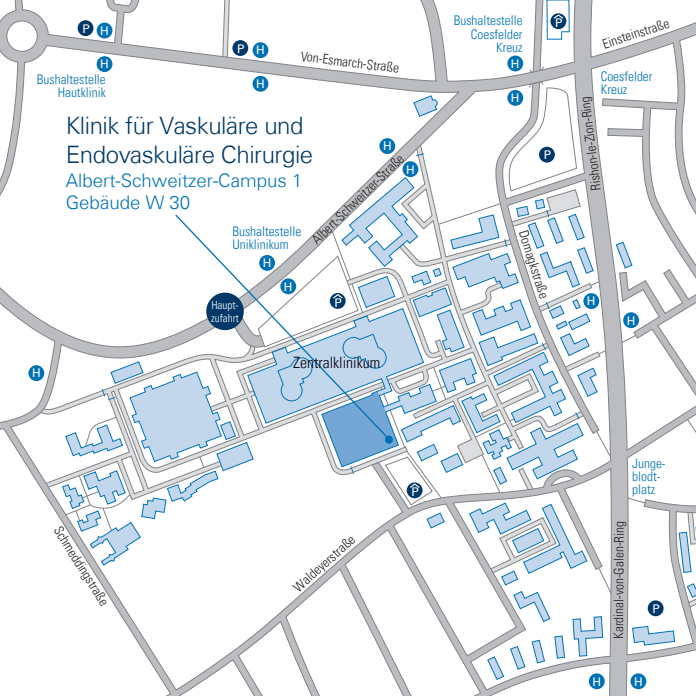 Bushaltestelle
Coesfelder
Kreuz
H
P
Einsteinstraße
P
H
P
H
Von-Esmarch-Straße
H
H
H
Bushaltestelle
Hautklinik
Coesfelder
Kreuz
H
Rishon-le-Zion-Ring
Klinik für Vaskuläre und
Endovaskuläre Chirurgie
Albert-Schweitzer-Campus 1
Gebäude W 30
H
H
P
Albert-Schweitzer-Straße
Bushaltestelle
Uniklinikum
H
H
Domagkstraße
P
H
H
Haupt-
zufahrt
Zentralklinikum
H
P
Junge-
blodt-
platz
Schmeddingstraße
Waldeyerstraße
Kardinal-von-Galen-Ring
P
H
H